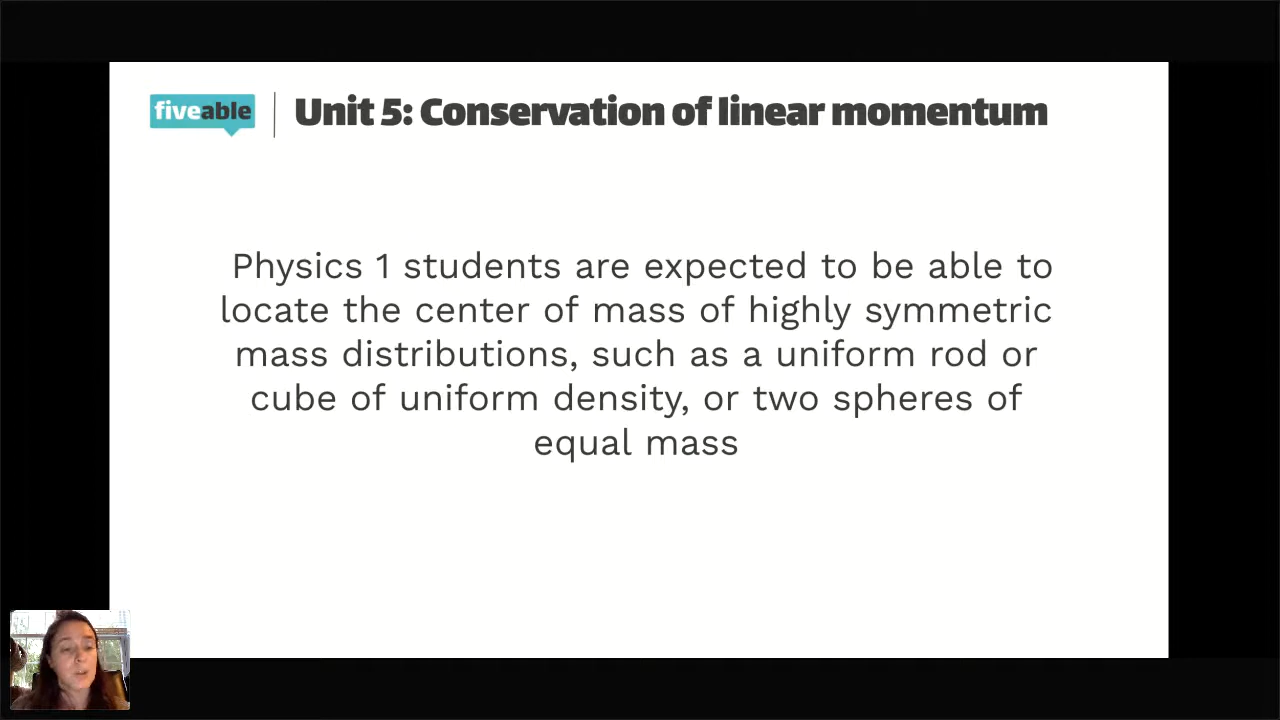 fiveable
Unit 5: Conservation of linear momentum
Physics 1 students are expected to be able to
locate the center of mass of highly symmetric
mass distributions, such as a uniform rod or
cube of uniform density, or two spheres of
equal mass